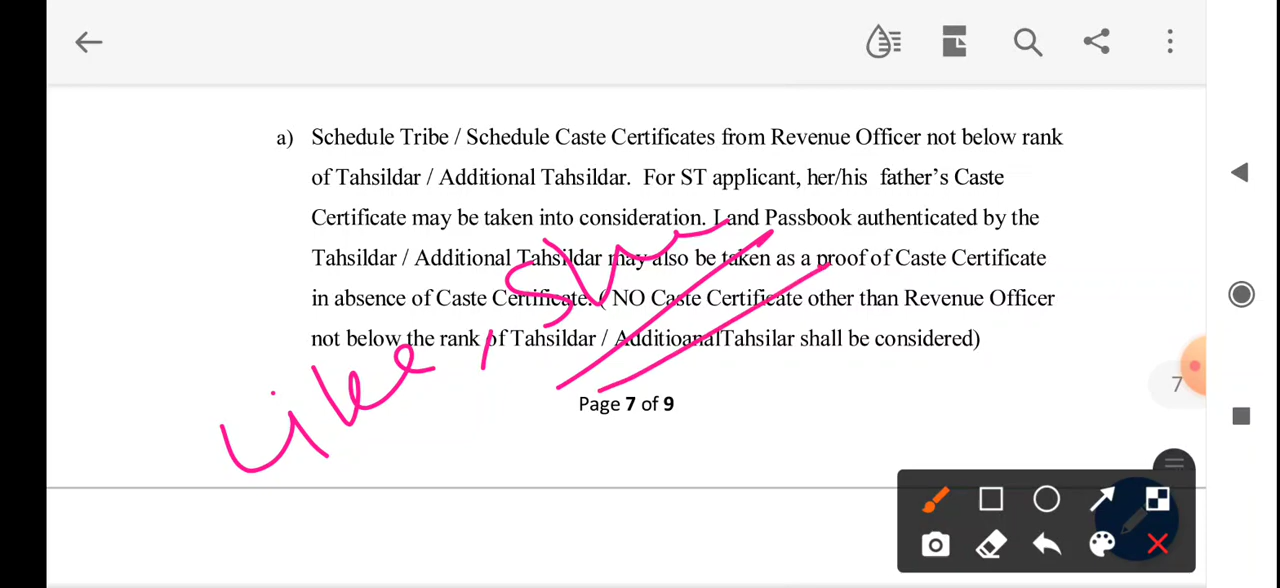 a) Schedule Tribe / Schedule Caste Certificates from Revenue Officer not below rank
of Tahsildar / Additional Tahsildar. For ST applicant, her/his father's Caste
Certificate may be taken into consideration. Land Passbook authenticated by the
Tahsildar / Additional Tahsildar may also be taken as a proof of Caste Certificate
in absence of Caste Certificate. ( NO Caste Certificate other than Revenue Officer
not below the rank of Tahsildar / AdditioanalTahsilar shall be considered)
Like,
Page 7 of 9
7